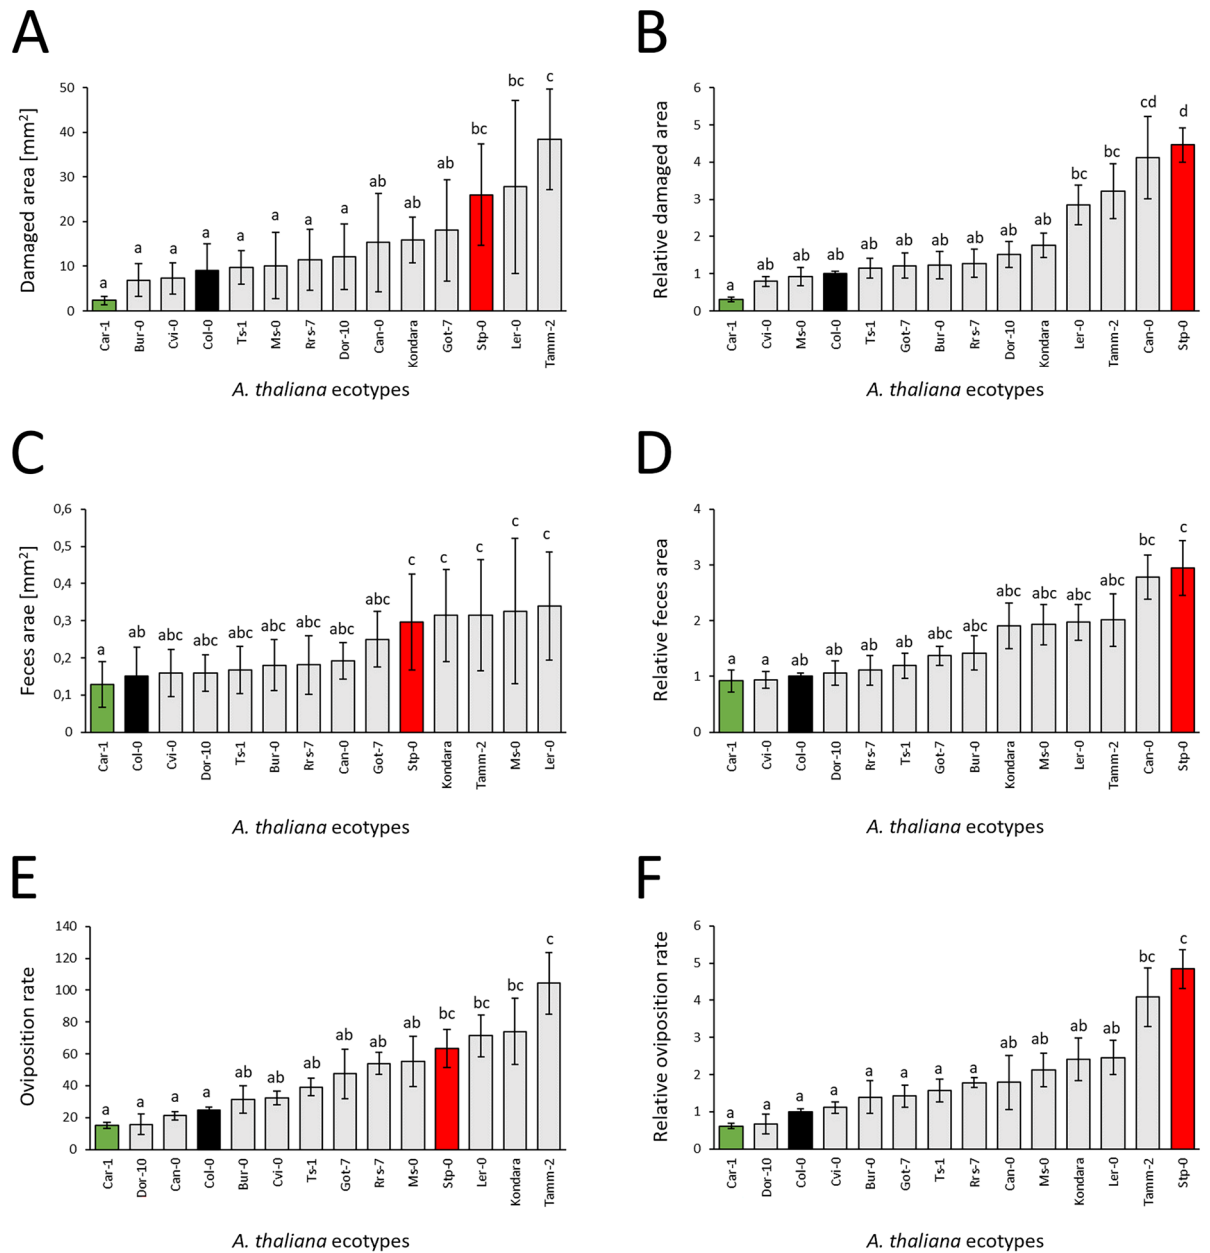 A
Damaged area [mm²]
50
40
30
20
10
0
a a a a a a a a ab ab ab bc bc c
Car-1 Bur-0 Cvi-0 Col-0 Ts-1 Ms-0 Rrs-7 Dor-10 Can-0 Kondara Got-7 Stp-0 Ler-0 Tamm-2
A. thaliana ecotypes
B
Relative damaged area
6
5
4
3
2
1
0
a ab ab ab ab ab ab ab ab ab bc bc cd d
Car-1 Cvi-0 Ms-0 Col-0 Ts-1 Got-7 Bur-0 Rrs-7 Dor-10 Kondara Ler-0 Tamm-2 Can-0 Stp-0
A. thaliana ecotypes
C
Feces arae [mm²]
0,6
0,5
0,4
0,3
0,2
0,1
0
a ab abc abc abc abc abc abc abc c c c c c
Car-1 Col-0 Cvi-0 Dor-10 Ts-1 Bur-0 Rrs-7 Can-0 Got-7 Stp-0 Kondara Tamm-2 Ms-0 Ler-0
A. thaliana ecotypes
D
Relative feces area
4
3
2
1
0
a a ab ab ab ab abc abc abc abc abc abc bc c
Car-1 Cvi-0 Col-0 Dor-10 Rrs-7 Ts-1 Got-7 Bur-0 Kondara Ms-0 Ler-0 Tamm-2 Can-0 Stp-0
A. thaliana ecotypes
E
Oviposition rate
140
120
100
80
60
40
20
0
a a a a ab ab ab ab ab ab bc bc bc c
Car-1 Dor-10 Can-0 Col-0 Bur-0 Cvi-0 Ts-1 Got-7 Rrs-7 Ms-0 Stp-0 Ler-0 Kondara Tamm-2
A. thaliana ecotypes
F
Relative oviposition rate
6
5
4
3
2
1
0
a a a a a a a a ab ab ab ab bc c
Car-1 Dor-10 Col-0 Cvi-0 Bur-0 Got-7 Ts-1 Rrs-7 Can-0 Ms-0 Kondara Ler-0 Tamm-2 Stp-0
A. thaliana ecotypes